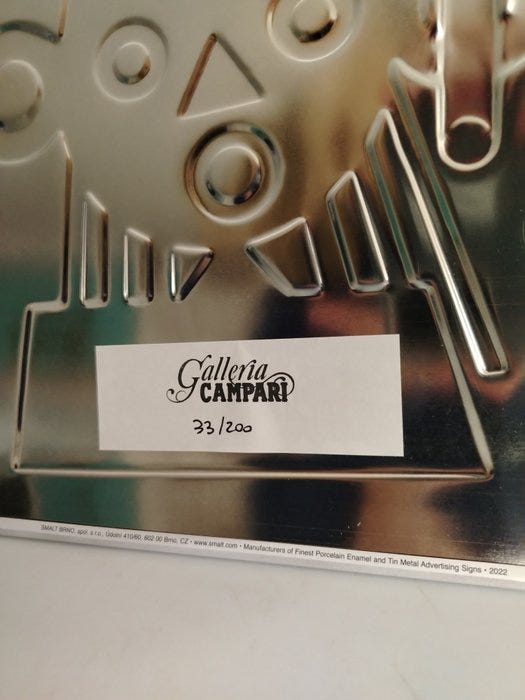 Galleria
CAMPARI
33/200
SMALT BRNO, spol. s r.o., Údolní 410/60, 602 00 Brno, CZ • www.smalt.com • Manufacturers of Finest Porcelain Enamel and Tin Metal Advertising Signs • 2022